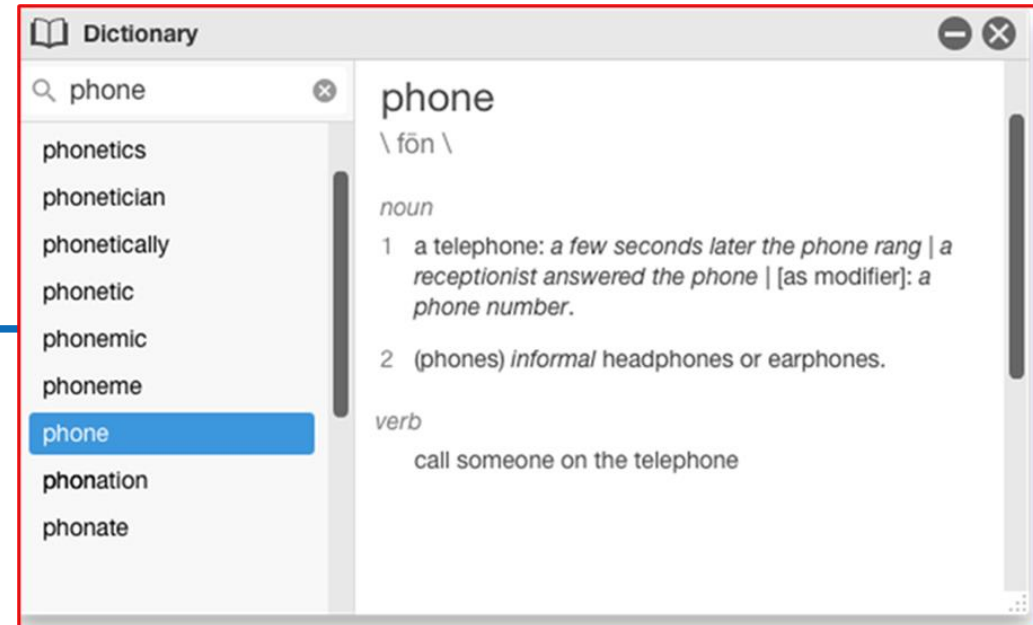 Dictionary
phone
phonetics
phonetician
phonetically
phonetic
phonemic
phoneme
phone
phonation
phonate
phone
\ fōn \
noun
1 a telephone: a few seconds later the phone rang | a
receptionist answered the phone | [as modifier]: a
phone number.
2 (phones) informal headphones or earphones.
verb
call someone on the telephone